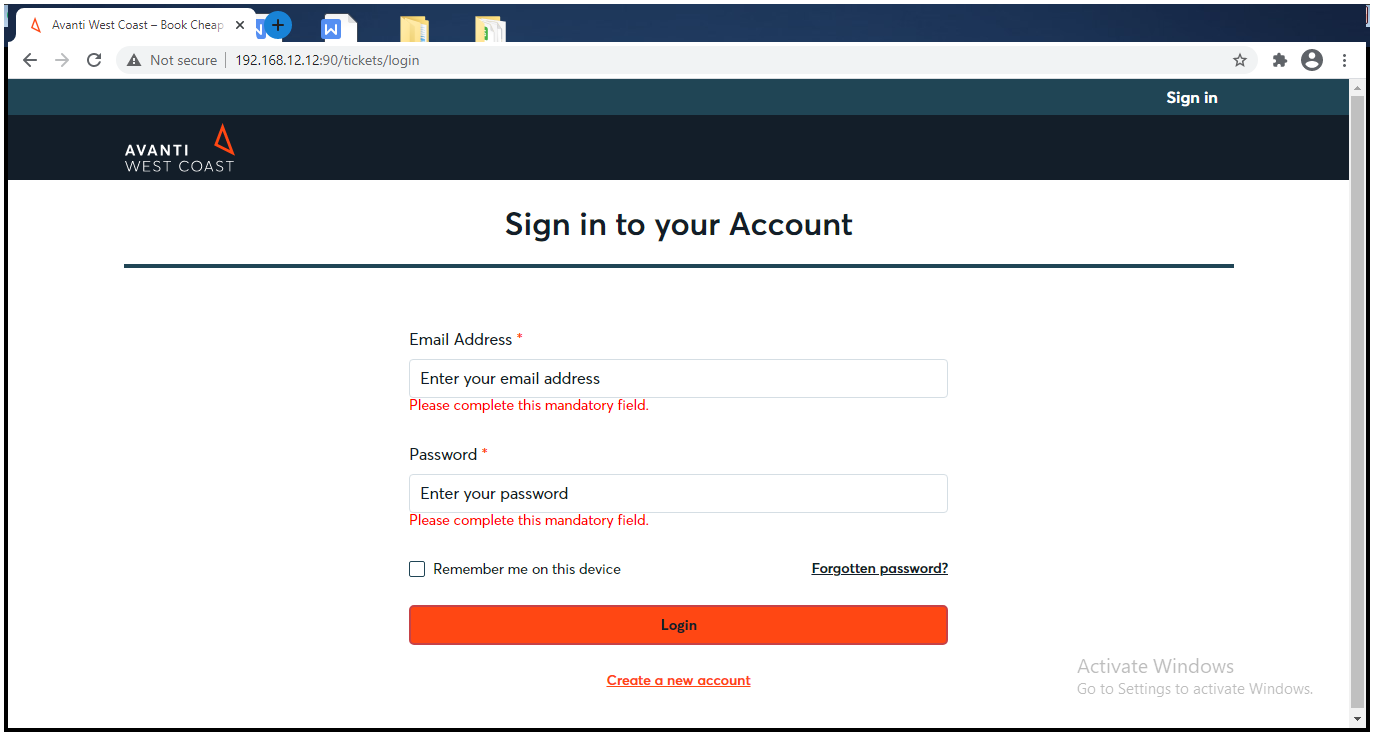 Avanti West Coast – Book Cheap
Not secure
192.168.12.12:90/tickets/login
Sign in
AVANTI
WEST COAST
Sign in to your Account
Email Address *
Enter your email address
Please complete this mandatory field.
Password *
Enter your password
Please complete this mandatory field.
Remember me on this device
Forgotten password?
Login
Create a new account
Activate Windows
Go to Settings to activate Windows.